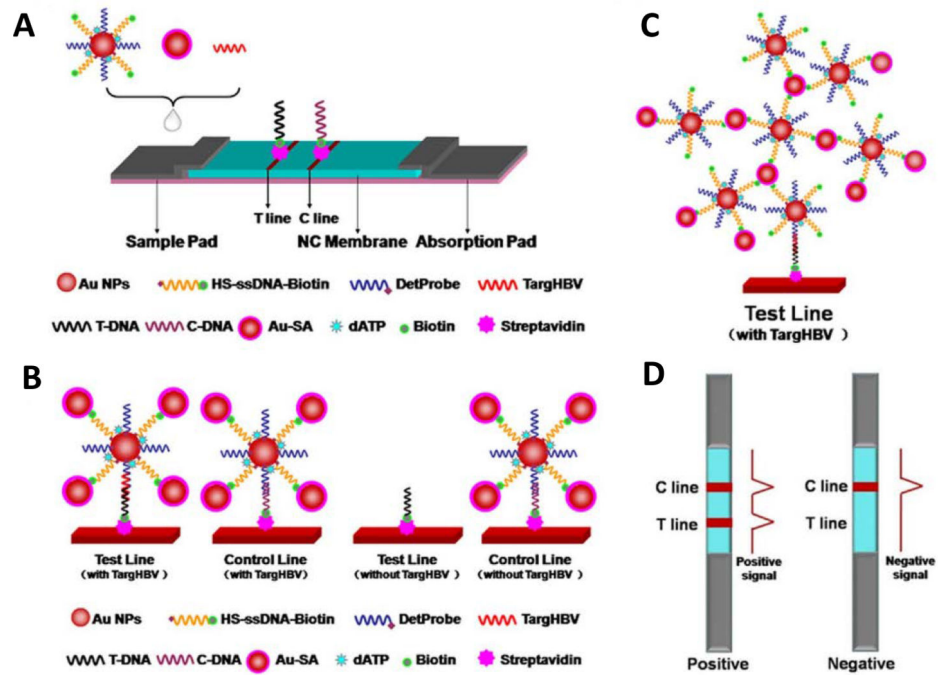 A
T line
C line
Sample Pad
NC Membrane
Absorption Pad
Au NPs
HS-ssDNA-Biotin
DetProbe
TargHBV
T-DNA
C-DNA
Au-SA
dATP
Biotin
Streptavidin
B
Test Line
(with TargHBV )
Control Line
(with TargHBV)
Test Line
(without TargHBV )
Control Line
(without TargHBV )
Au NPs
HS-ssDNA-Biotin
DetProbe
TargHBV
T-DNA
C-DNA
Au-SA
dATP
Biotin
Streptavidin
C
Test Line
(with TargHBV )
D
C line
T line
Positive
signal
Positive
C line
T line
Negative
signal
Negative